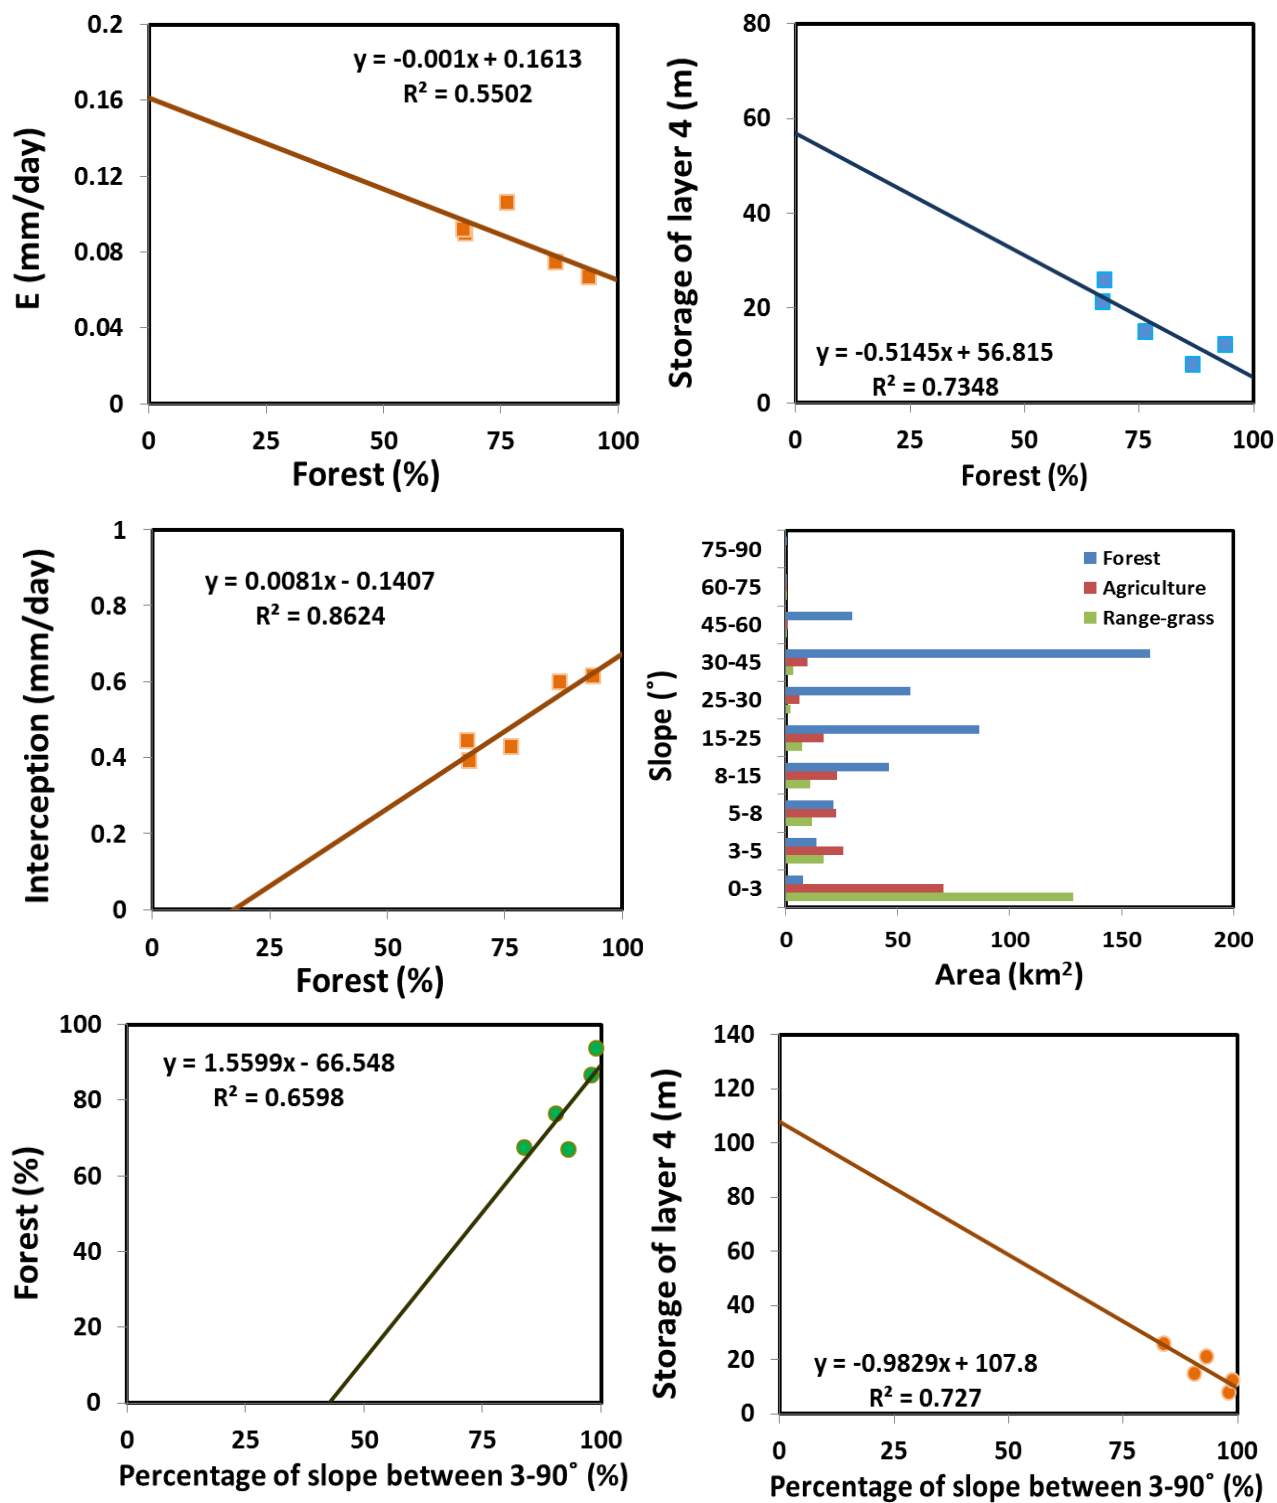 0.2
0.16
0.12
0.08
0.04
0
E (mm/day)
y = -0.001x + 0.1613
R² = 0.5502
0 25 50 75 100
Forest (%)
80
60
40
20
0
Storage of layer 4 (m)
y = -0.5145x + 56.815
R² = 0.7348
0 25 50 75 100
Forest (%)
1
0.8
0.6
0.4
0.2
0
Interception (mm/day)
y = 0.0081x - 0.1407
R² = 0.8624
0 25 50 75 100
Forest (%)
75-90
60-75
45-60
30-45
25-30
15-25
8-15
5-8
3-5
0-3
Slope (˚)
Forest
Agriculture
Range-grass
0 50 100 150 200
Area (km²)
100
80
60
40
20
0
Forest (%)
y = 1.5599x - 66.548
R² = 0.6598
0 25 50 75 100
Percentage of slope between 3-90˚ (%)
140
120
100
80
60
40
20
0
Storage of layer 4 (m)
y = -0.9829x + 107.8
R² = 0.727
0 25 50 75 100
Percentage of slope between 3-90˚ (%)